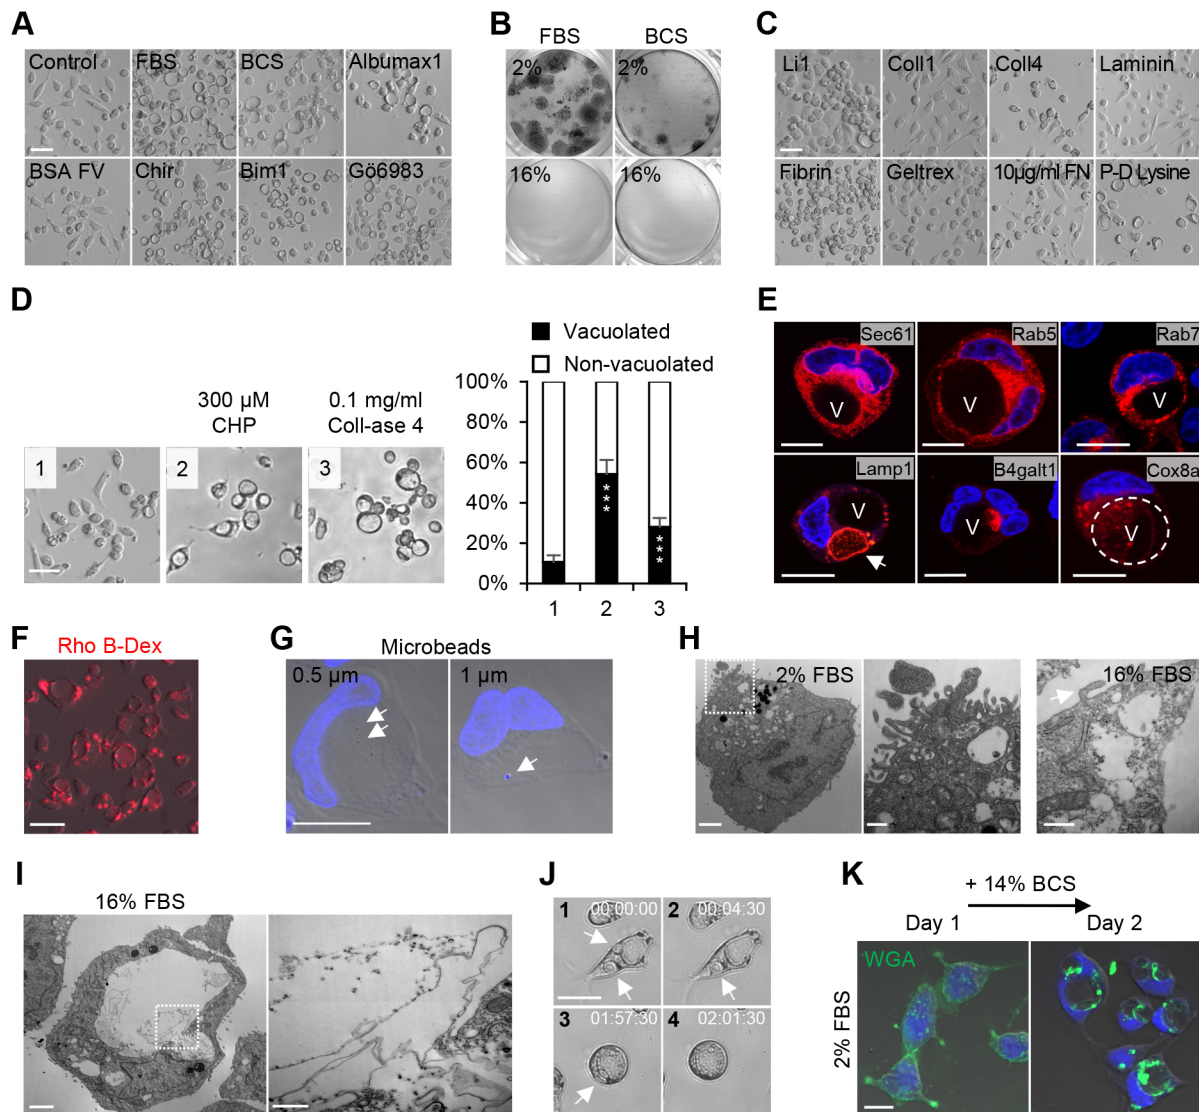 A
Control FBS BCS Albumax1
BSA FV Chir Bim1 Gö6983
B
FBS BCS
2% 2%
16% 16%
C
Li1 Coll1 Coll4 Laminin
Fibrin Geltrex 10µg/ml FN P-D Lysine
D
300 µM
CHP
0.1 mg/ml
Coll-ase 4
1 2 3
Vacuolated
Non-vacuolated
100%
80%
60%
40%
20%
0%
***
***
1 2 3
E
Sec61 Rab5 Rab7
V V V
Lamp1 B4galt1 Cox8a
V V V
F
Rho B-Dex
G
Microbeads
0.5 µm 1 µm
H
2% FBS 16% FBS
I
16% FBS
J
1 00:00:00 2 00:04:30
3 01:57:30 4 02:01:30
K
+ 14% BCS
Day 1 Day 2
WGA
2% FBS